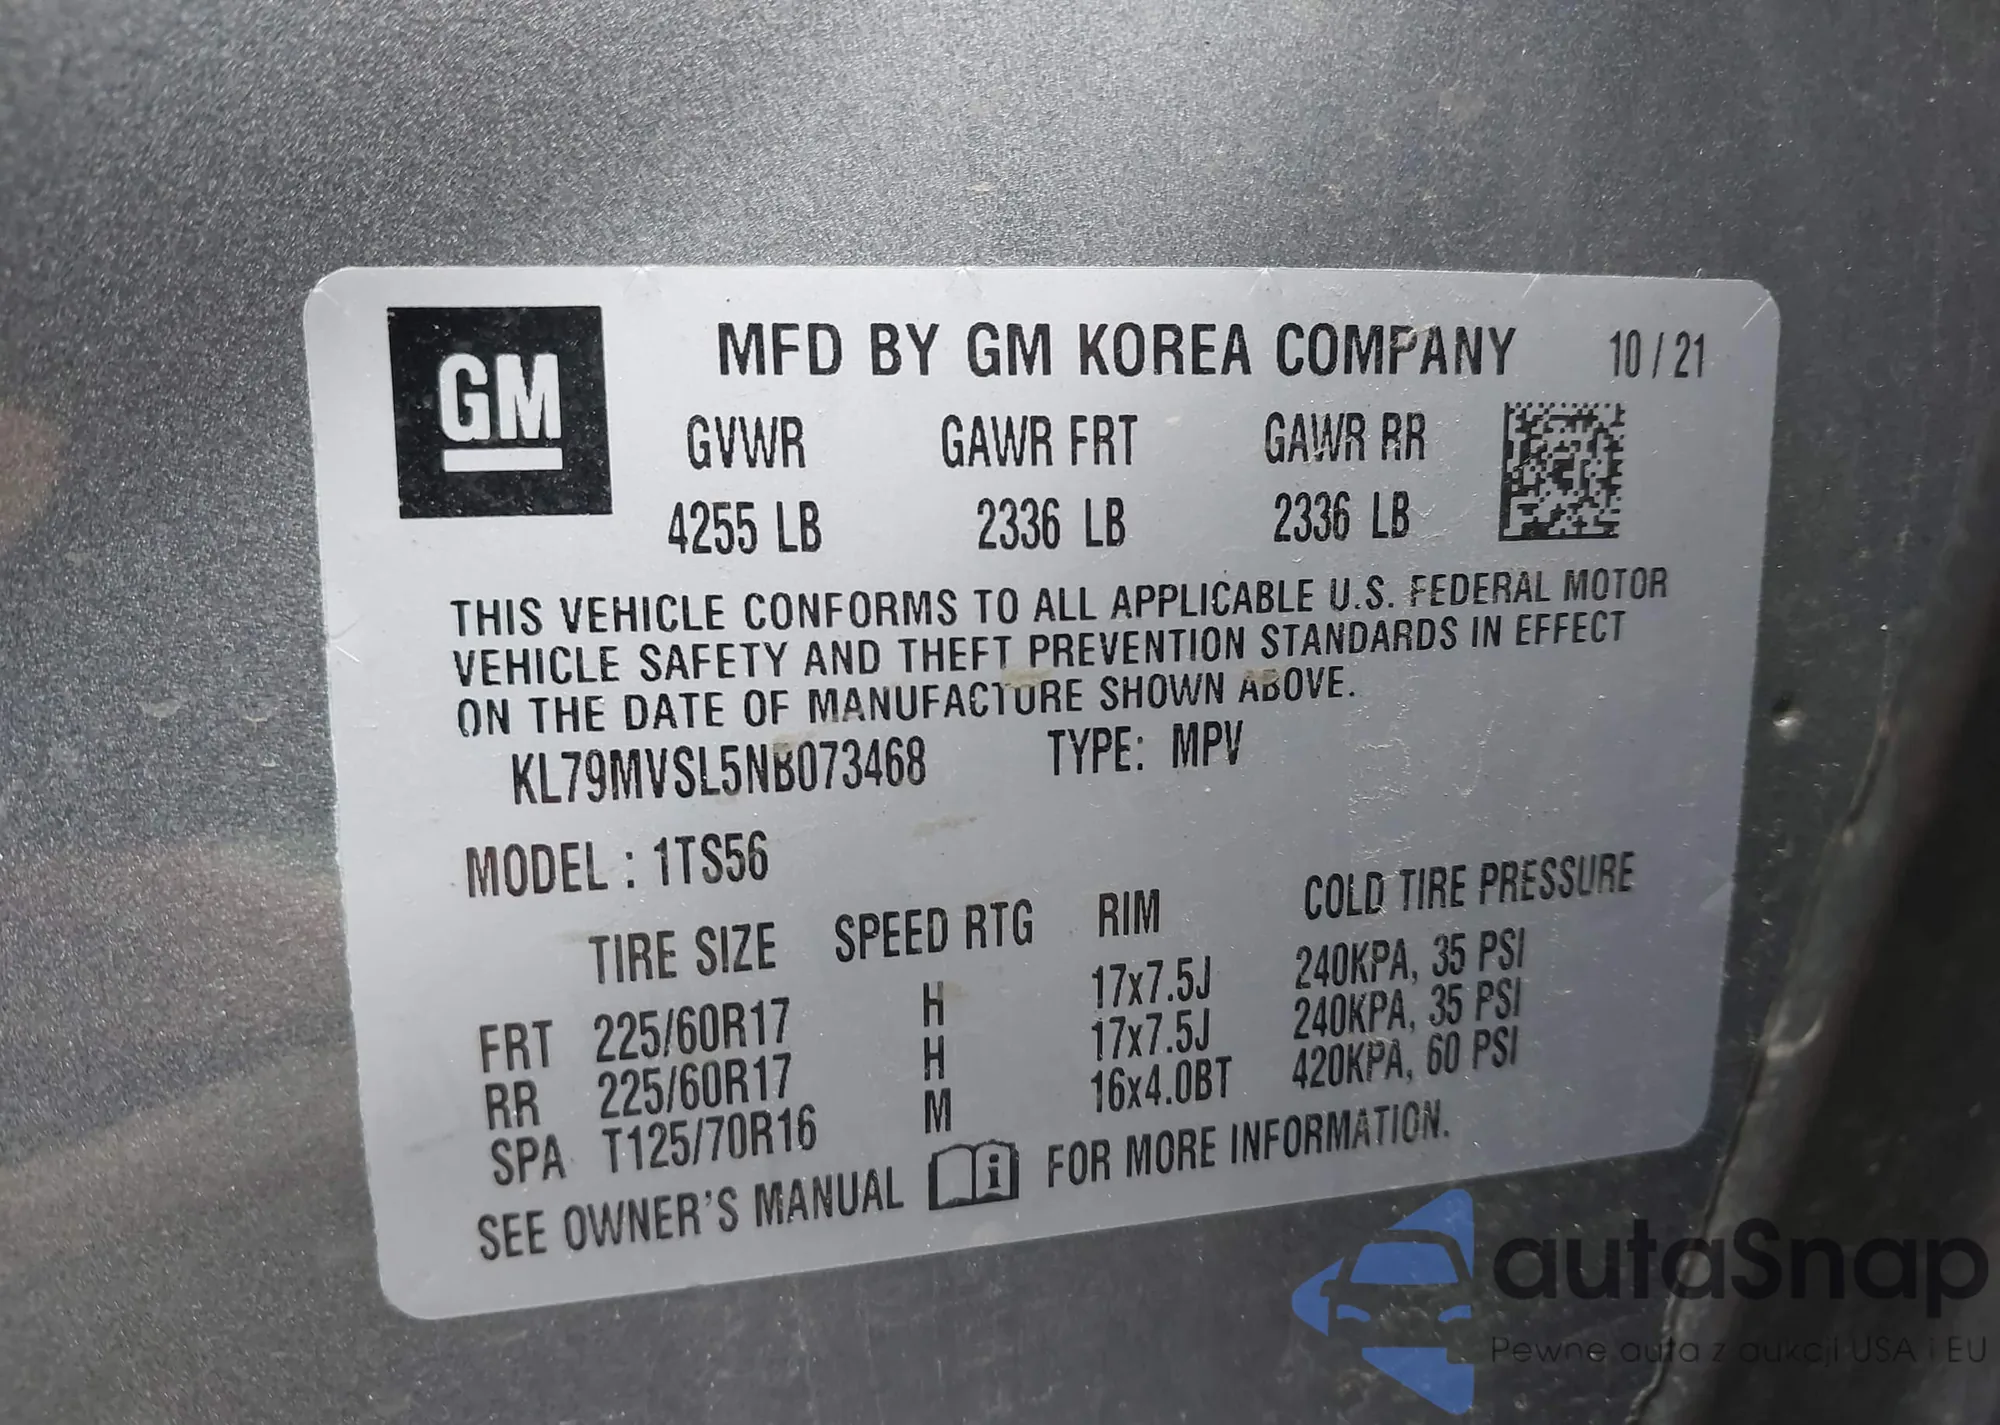 GM
MFD BY GM KOREA COMPANY 10/21
GVWR GAWR FRT GAWR RR
4255 LB 2336 LB 2336 LB
THIS VEHICLE CONFORMS TO ALL APPLICABLE U.S. FEDERAL MOTOR
VEHICLE SAFETY AND THEFT PREVENTION STANDARDS IN EFFECT
ON THE DATE OF MANUFACTURE SHOWN ABOVE.
KL79MVSL5NB073468 TYPE: MPV
MODEL : 1TS56
TIRE SIZE SPEED RTG RIM COLD TIRE PRESSURE
FRT 225/60R17 H 17x7.5J 240KPA, 35 PSI
RR 225/60R17 H 17x7.5J 240KPA, 35 PSI
SPA T125/70R16 M 16x4.0BT 420KPA, 60 PSI
SEE OWNER'S MANUAL i FOR MORE INFORMATION.
autaSnap
Pewne auta z aukcji USA i EU